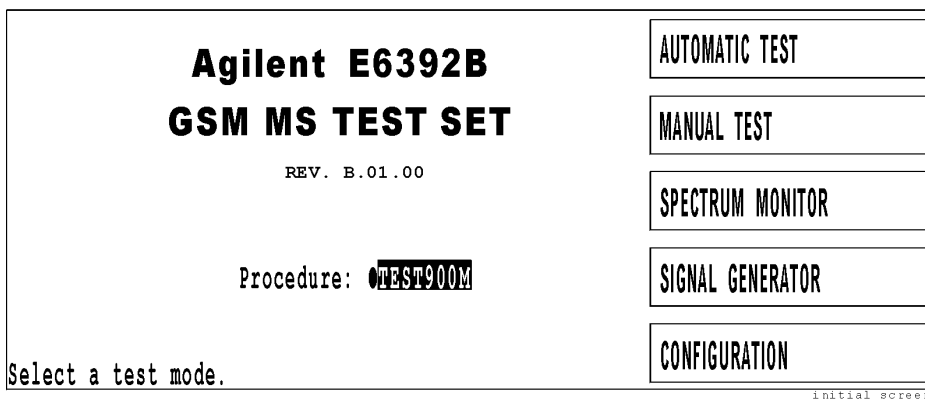 Agilent E6392B
GSM MS TEST SET
REV. B.01.00
Procedure: TEST900M
Select a test mode.
AUTOMATIC TEST
MANUAL TEST
SPECTRUM MONITOR
SIGNAL GENERATOR
CONFIGURATION
initial screen